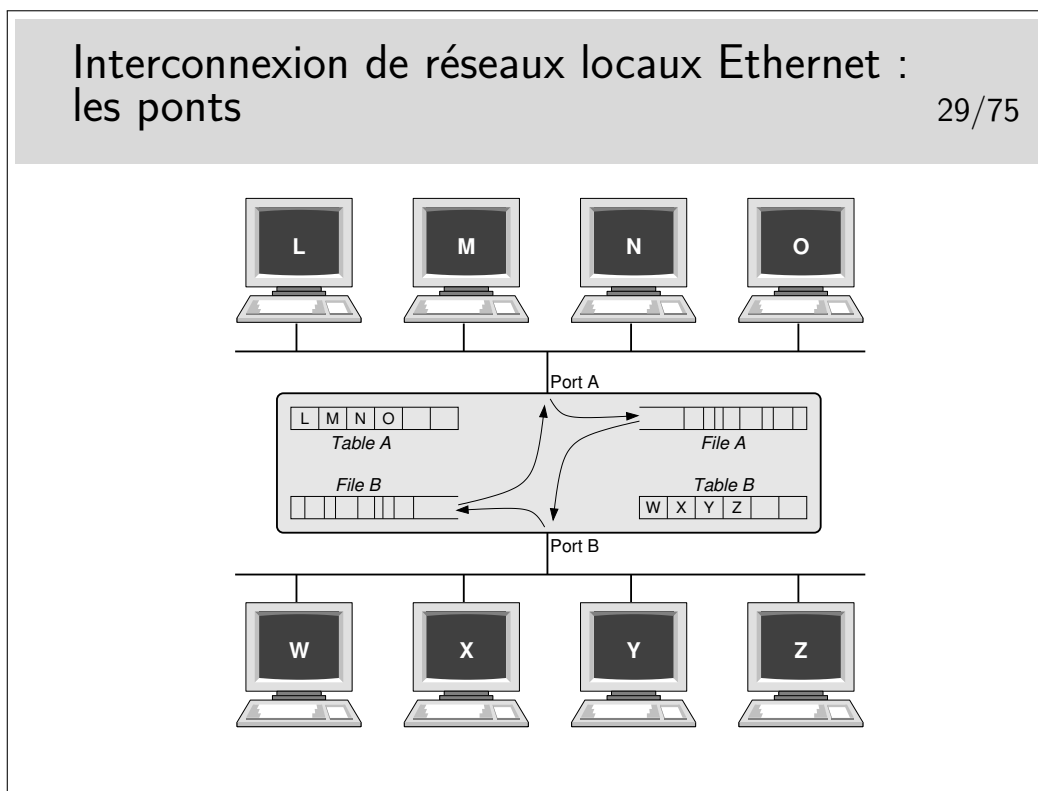 Interconnexion de réseaux locaux Ethernet :
les ponts 29/75
L M N O
Port A
L M N O
Table A File A
File B Table B
W X Y Z
Port B
W X Y Z